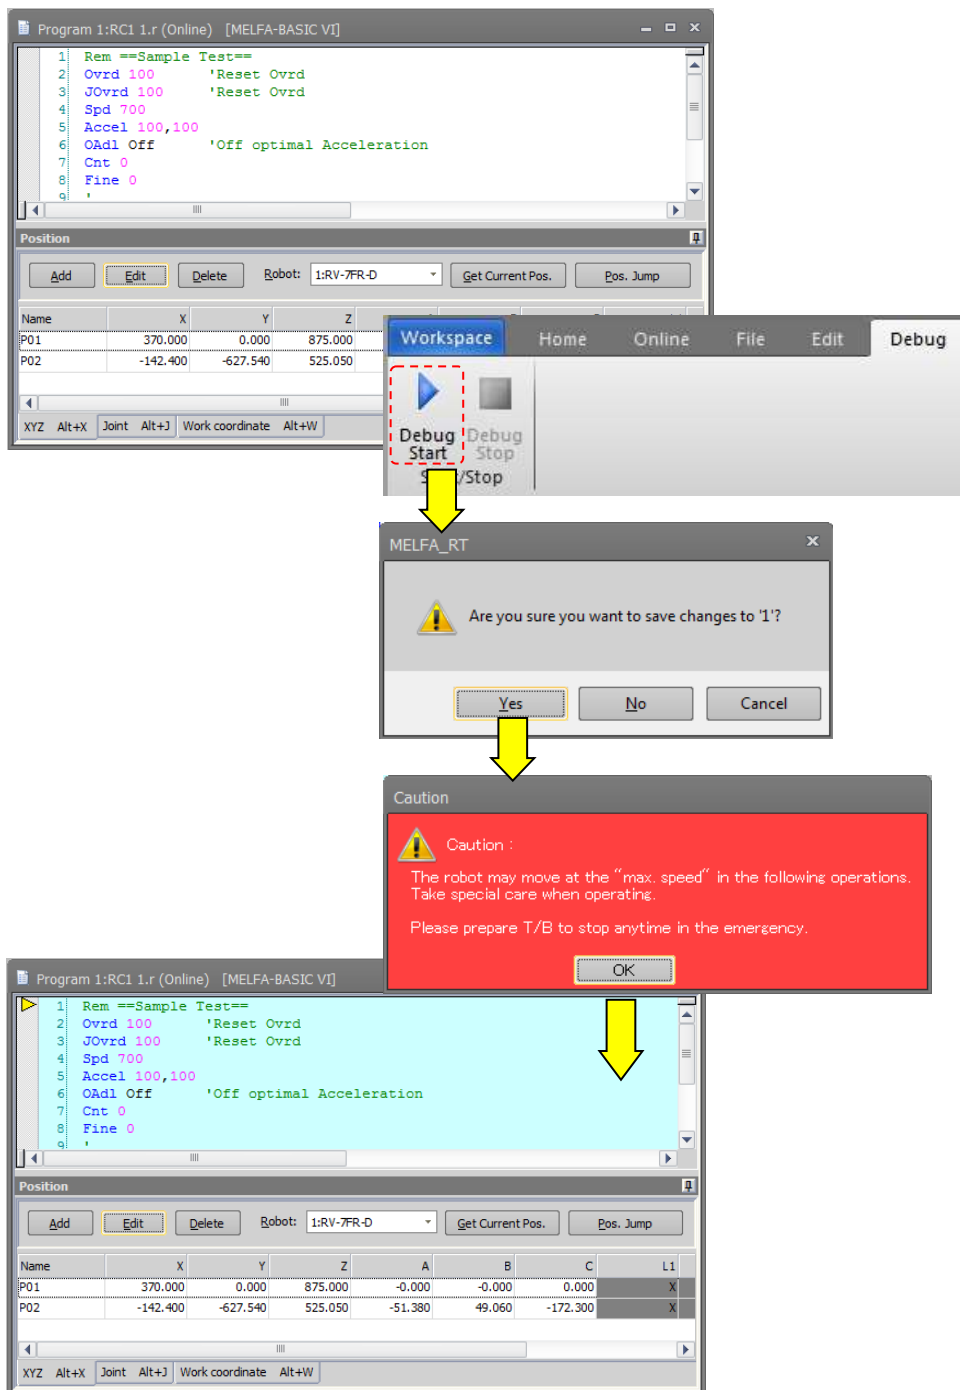 Program 1:RC1 1.r (Online) [MELFA-BASIC VI]
1 Rem ==Sample Test==
2 Ovrd 100 'Reset Ovrd
3 JOvrd 100 'Reset Ovrd
4 Spd 700
5 Accel 100,100
6 OAdl Off 'Off optimal Acceleration
7 Cnt 0
8 Fine 0
9 '
Position
Add Edit Delete Robot: 1:RV-7FR-D Get Current Pos. Pos. Jump
Name X Y Z
P01 370.000 0.000 875.000
P02 -142.400 -627.540 525.050
XYZ Alt+X Joint Alt+J Work coordinate Alt+W
Workspace Home Online File Edit Debug
Debug Start Debug Stop
/Stop
MELFA_RT
Are you sure you want to save changes to '1'?
Yes No Cancel
Caution
Caution :
The robot may move at the "max. speed" in the following operations.
Take special care when operating.
Please prepare T/B to stop anytime in the emergency.
OK
Program 1:RC1 1.r (Online) [MELFA-BASIC VI]
1 Rem ==Sample Test==
2 Ovrd 100 'Reset Ovrd
3 JOvrd 100 'Reset Ovrd
4 Spd 700
5 Accel 100,100
6 OAdl Off 'Off optimal Acceleration
7 Cnt 0
8 Fine 0
9 '
Position
Add Edit Delete Robot: 1:RV-7FR-D Get Current Pos. Pos. Jump
Name X Y Z A B C L1
P01 370.000 0.000 875.000 -0.000 -0.000 0.000 X
P02 -142.400 -627.540 525.050 -51.380 49.060 -172.300 X
XYZ Alt+X Joint Alt+J Work coordinate Alt+W